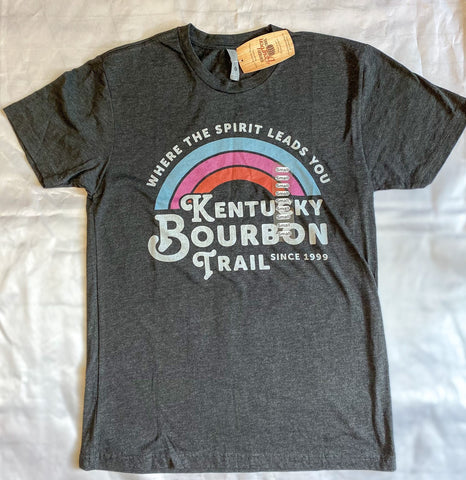 WHERE THE SPIRIT LEADS YOU
KENTUCKY
BOURBON
TRAIL SINCE 1999